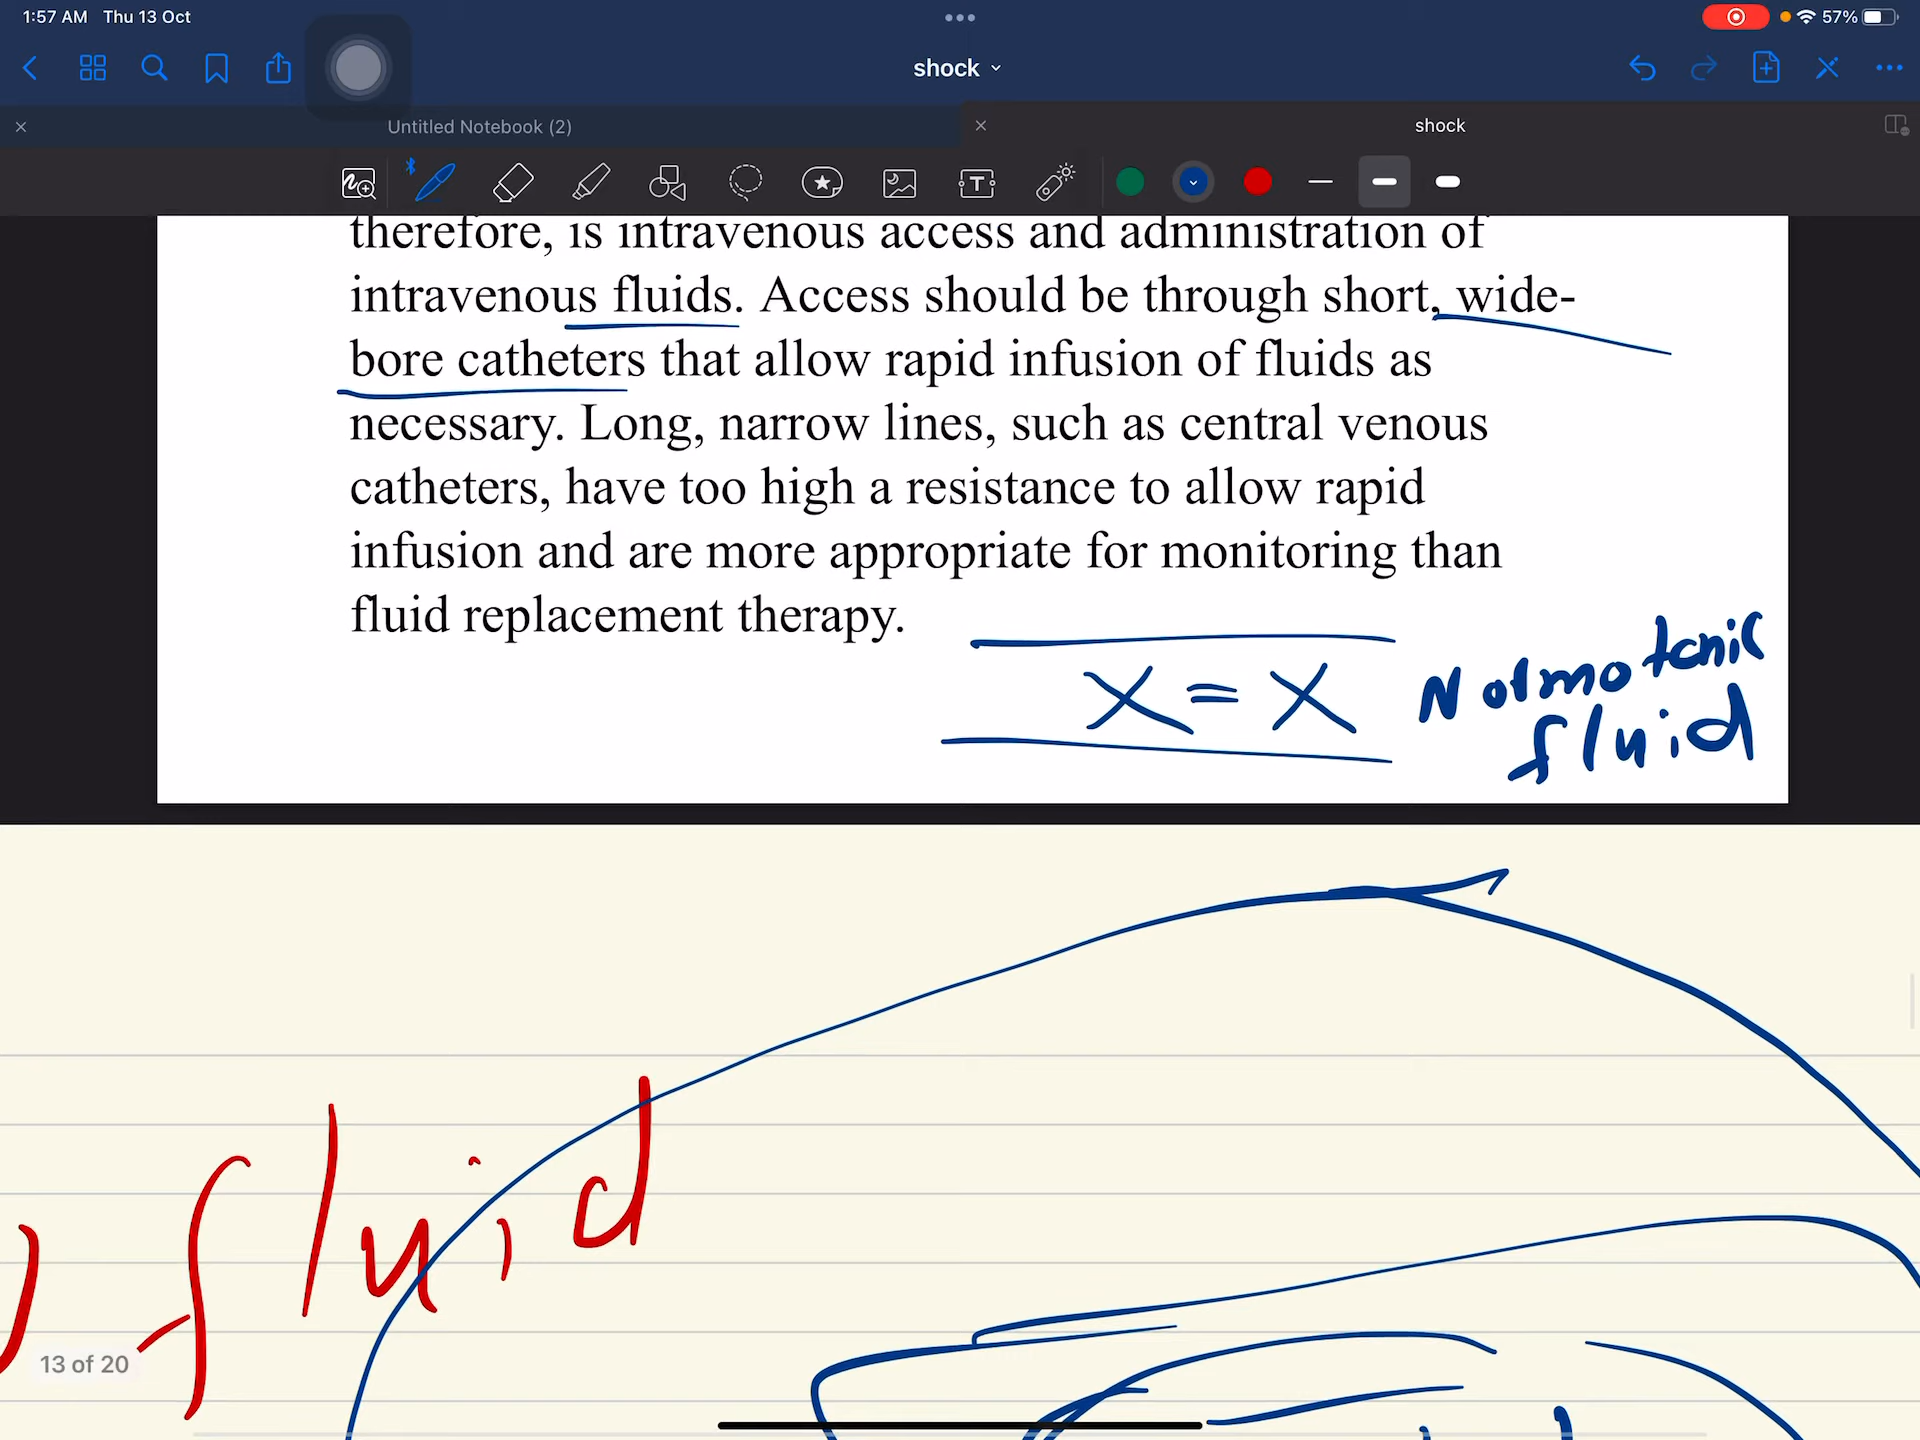 1:57 AM Thu 13 Oct
57%
shock
Untitled Notebook (2)
shock
therefore, is intravenous access and administration of
intravenous fluids. Access should be through short, wide-
bore catheters that allow rapid infusion of fluids as
necessary. Long, narrow lines, such as central venous
catheters, have too high a resistance to allow rapid
infusion and are more appropriate for monitoring than
fluid replacement therapy.
X = X
Normotonic
fluid
fluid
13 of 20